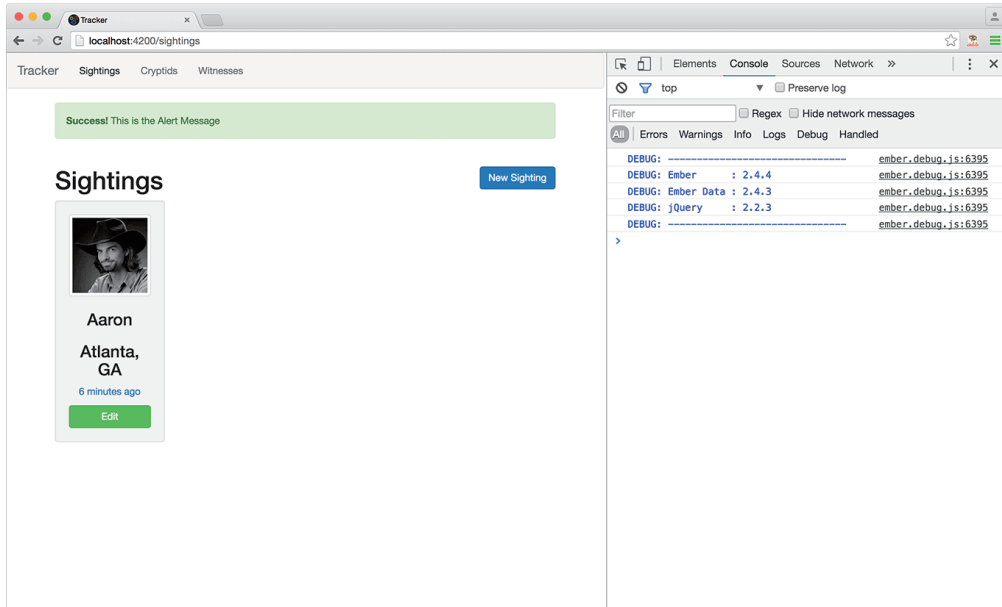 Tracker
localhost:4200/sightings
Tracker Sightings Cryptids Witnesses
Success! This is the Alert Message
Sightings
New Sighting
Aaron
Atlanta,
GA
6 minutes ago
Edit
Elements Console Sources Network »
top Preserve log
Filter Regex Hide network messages
All Errors Warnings Info Logs Debug Handled
DEBUG: ------------------------------- ember.debug.js:6395
DEBUG: Ember : 2.4.4 ember.debug.js:6395
DEBUG: Ember Data : 2.4.3 ember.debug.js:6395
DEBUG: jQuery : 2.2.3 ember.debug.js:6395
DEBUG: ------------------------------- ember.debug.js:6395